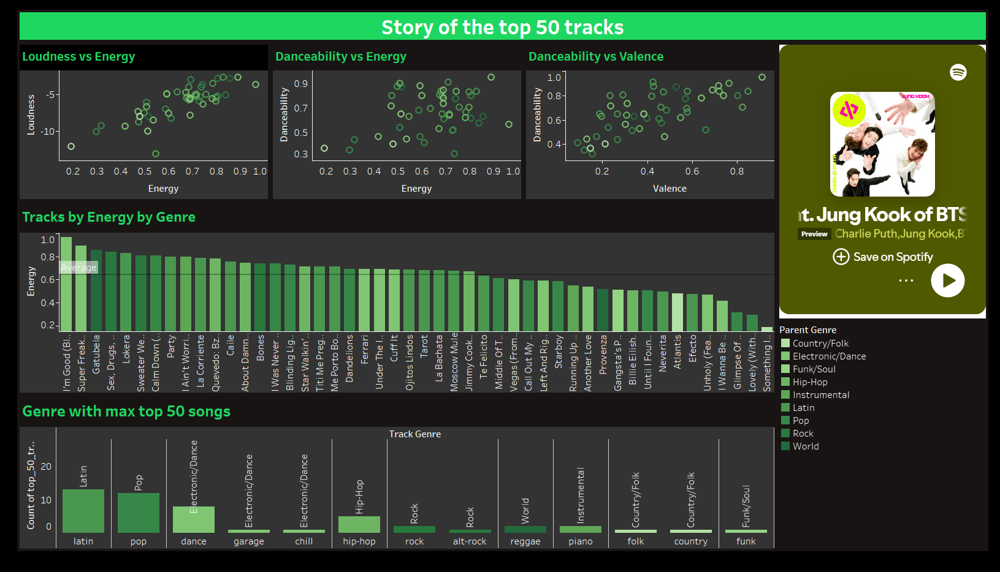 Story of the top 50 tracks
Loudness vs Energy
Loudness
-5
-10
0.2 0.3 0.4 0.5 0.6 0.7 0.8 0.9 1.0
Energy
Danceability vs Energy
Danceability
0.9
0.7
0.5
0.3
0.2 0.3 0.4 0.5 0.6 0.7 0.8 0.9 1.0
Energy
Danceability vs Valence
Danceability
1.0
0.8
0.6
0.4
0.2 0.4 0.6 0.8
Valence
JUNG KOOK
CHARLIE PUTH
t. Jung Kook of BTS
Preview Charlie Puth,Jung Kook,B
Save on Spotify
Tracks by Energy by Genre
Energy
1.0
0.8
0.6
0.4
0.2
Average
I'm Good (Bl..
Super Freak..
Gatubela
Sex, Drugs, ..
Lokera
Sweater We..
Calm Down (..
Party
I Ain't Worri..
La Corriente
Quevedo: Bz..
Caile
About Damn..
Bones
I Was Never ..
Blinding Lig..
Star Walkin' ..
Tití Me Preg..
Me Porto Bo..
Dandelions
Ferrari
Under The I..
Cuff It
Ojitos Lindos
Tarot
La Bachata
Moscow Mule
Jimmy Cook..
Te Felicito
Middle Of T..
Vegas (From..
Call Out My ..
Left And Rig..
Starboy
Running Up ..
Another Love
Provenza
Gangsta's P..
Billie Eilish.
Until I Foun..
Neverita
Atlantis
Efecto
Unholy (Fea..
I Wanna Be ..
Glimpse Of ..
Lovely (With..
Something I..
Parent Genre
Country/Folk
Electronic/Dance
Funk/Soul
Hip-Hop
Instrumental
Latin
Pop
Rock
World
Genre with max top 50 songs
Track Genre
Count of top_50_tr..
20
10
0
Latin
Pop
Electronic/Dance
Electronic/Dance
Electronic/Dance
Hip-Hop
Rock
Rock
World
Instrumental
Country/Folk
Country/Folk
Funk/Soul
latin pop dance garage chill hip-hop rock alt-rock reggae piano folk country funk